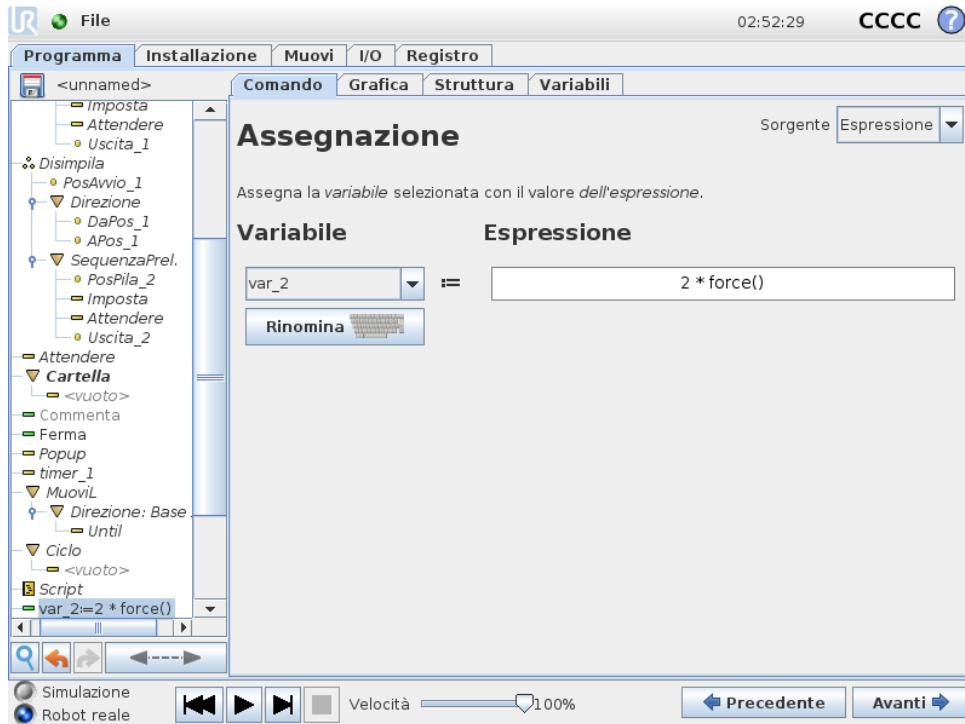 UR File 02:52:29 CCCC ?
Programma Installazione Muovi I/O Registro
<unnamed>
Comando Grafica Struttura Variabili
Imposta
Attendere
Uscita_1
Disimpila
PosAvvio_1
Direzione
DaPos_1
APos_1
SequenzaPrel.
PosPila_2
Imposta
Attendere
Uscita_2
Attendere
Cartella
<vuoto>
Commenta
Ferma
Popup
timer_1
MuoviL
Direzione: Base .
Until
Ciclo
<vuoto>
Script
var_2:=2 * force()
Assegnazione
Sorgente Espressione
Assegna la variabile selezionata con il valore dell'espressione.
Variabile Espressione
var_2 := 2 * force()
Rinomina
Simulazione
Robot reale
Velocità 100%
Precedente Avanti